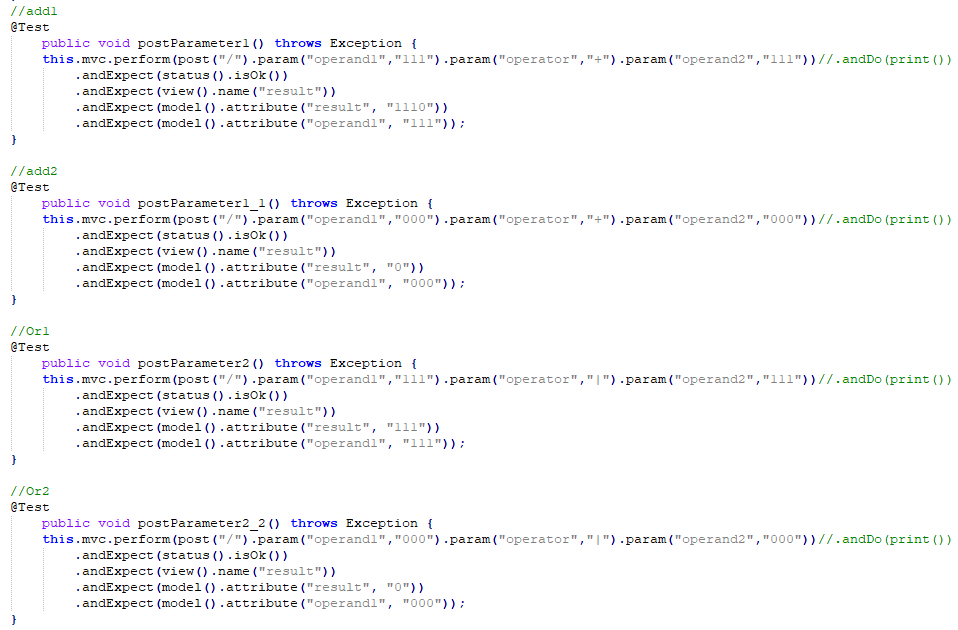 //add1
@Test
    public void postParameter1() throws Exception {
    this.mvc.perform(post("/").param("operand1","111").param("operator","+").param("operand2","111"))//.andDo(print())
        .andExpect(status().isOk())
        .andExpect(view().name("result"))
        .andExpect(model().attribute("result", "1110"))
        .andExpect(model().attribute("operand1", "111"));
}

//add2
@Test
    public void postParameter1_1() throws Exception {
    this.mvc.perform(post("/").param("operand1","000").param("operator","+").param("operand2","000"))//.andDo(print())
        .andExpect(status().isOk())
        .andExpect(view().name("result"))
        .andExpect(model().attribute("result", "0"))
        .andExpect(model().attribute("operand1", "000"));
}

//Or1
@Test
    public void postParameter2() throws Exception {
    this.mvc.perform(post("/").param("operand1","111").param("operator","|").param("operand2","111"))//.andDo(print())
        .andExpect(status().isOk())
        .andExpect(view().name("result"))
        .andExpect(model().attribute("result", "111"))
        .andExpect(model().attribute("operand1", "111"));
}

//Or2
@Test
    public void postParameter2_2() throws Exception {
    this.mvc.perform(post("/").param("operand1","000").param("operator","|").param("operand2","000"))//.andDo(print())
        .andExpect(status().isOk())
        .andExpect(view().name("result"))
        .andExpect(model().attribute("result", "0"))
        .andExpect(model().attribute("operand1", "000"));
}